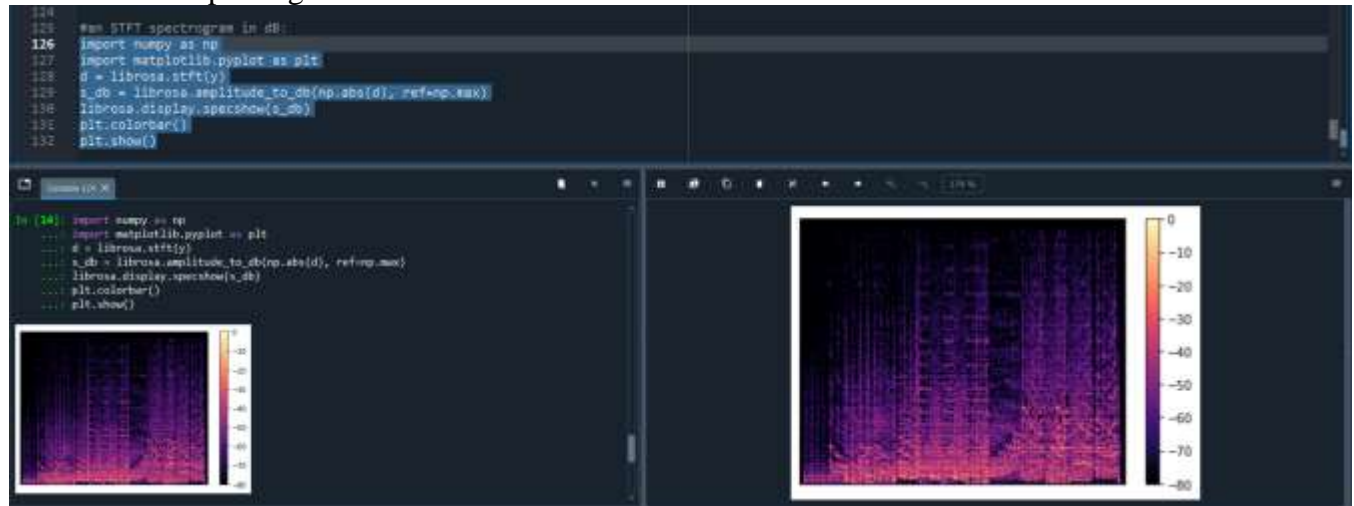 124
125 #an STFT spectrogram in dB:
126 import numpy as np
127 import matplotlib.pyplot as plt
128 d = librosa.stft(y)
129 s_db = librosa.amplitude_to_db(np.abs(d), ref=np.max)
130 librosa.display.specshow(s_db)
131 plt.colorbar()
132 plt.show()
In [14]: import numpy as np
...: import matplotlib.pyplot as plt
...: d = librosa.stft(y)
...: s_db = librosa.amplitude_to_db(np.abs(d), ref=np.max)
...: librosa.display.specshow(s_db)
...: plt.colorbar()
...: plt.show()
0
-10
-20
-30
-40
-50
-60
-70
-80